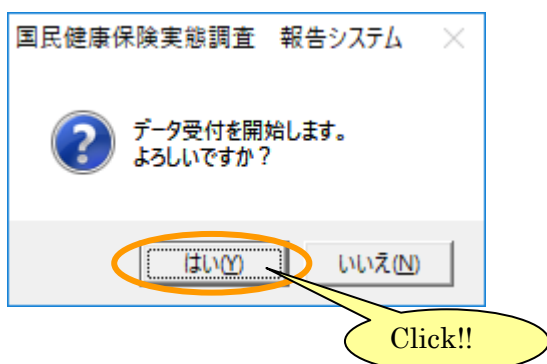 国民健康保険実態調査　報告システム
データ受付を開始します。
よろしいですか？
はい(Y)
いいえ(N)
Click!!